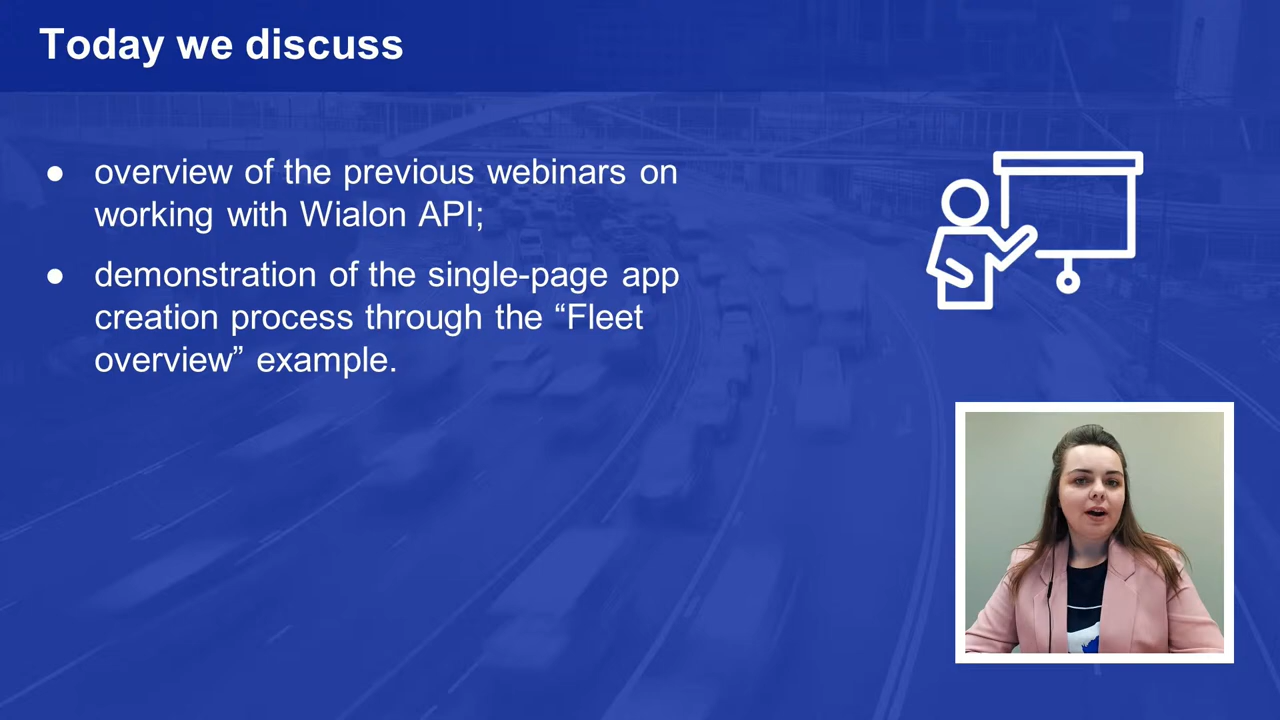 Today we discuss
● overview of the previous webinars on
working with Wialon API;
● demonstration of the single-page app
creation process through the “Fleet
overview” example.